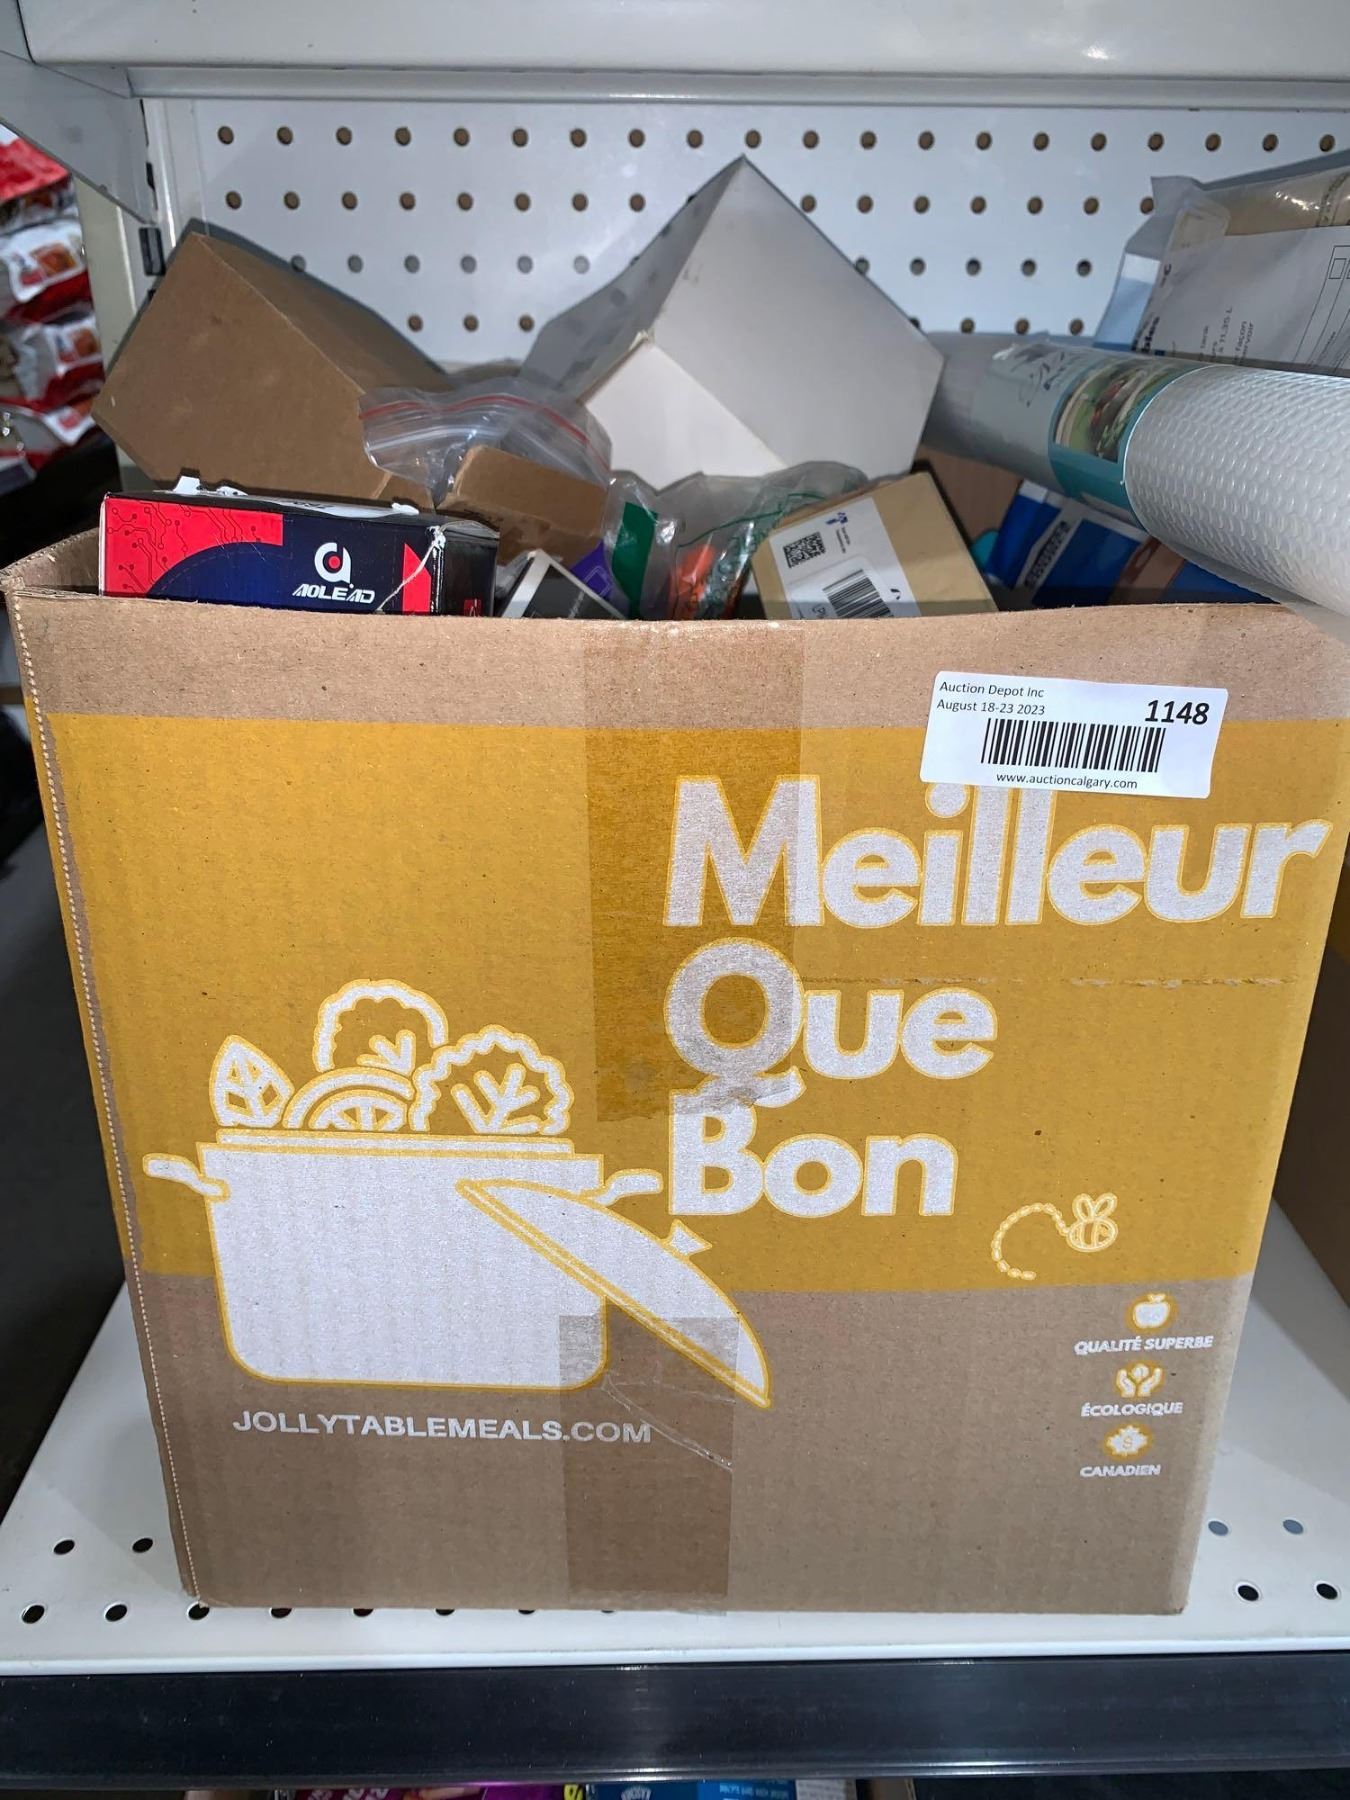 AOLEAD
Auction Depot Inc
August 18-23 2023
1148
www.auctioncalgary.com
Meilleur
Que
Bon
QUALITÉ SUPERBE
ÉCOLOGIQUE
CANADIEN
JOLLYTABLEMEALS.COM